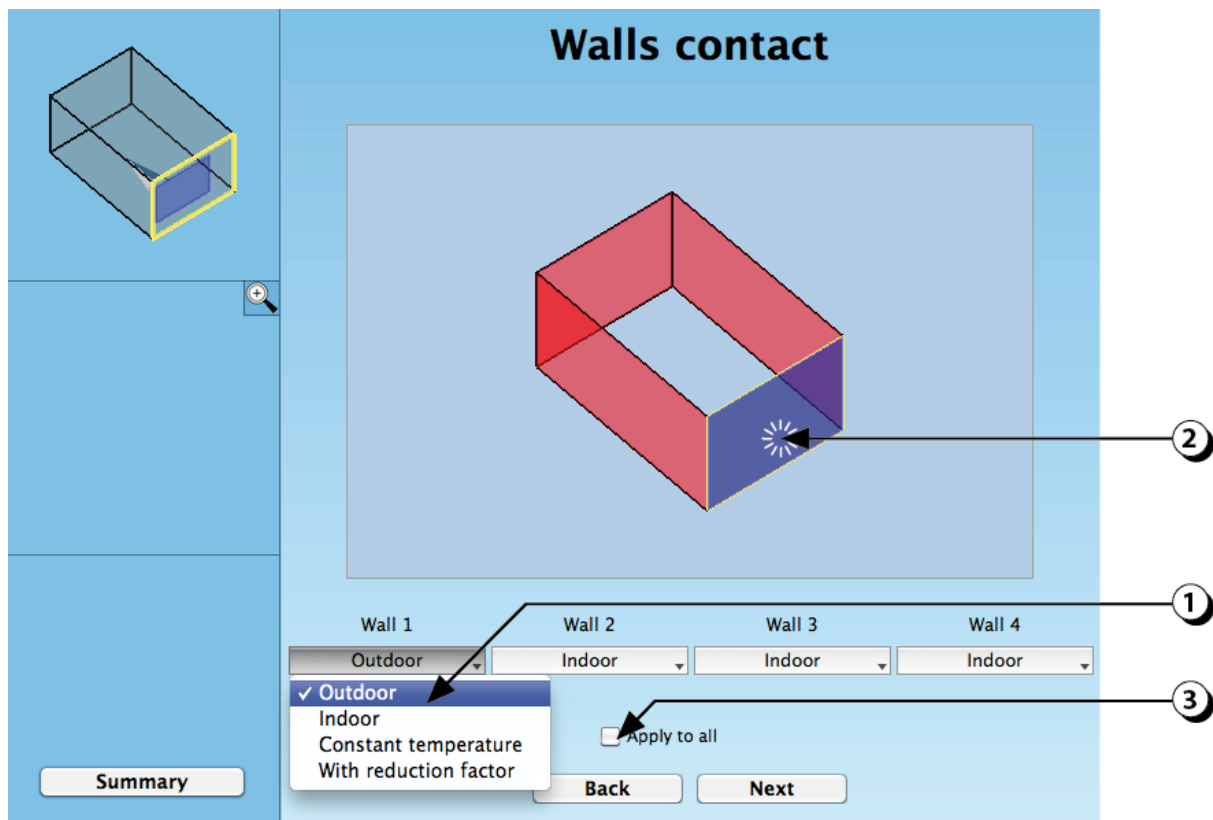 Walls contact
2
1
Wall 1 Wall 2 Wall 3 Wall 4
Outdoor Indoor Indoor Indoor
✓ Outdoor
Indoor
3
Constant temperature
Apply to all
With reduction factor
Summary
Back Next